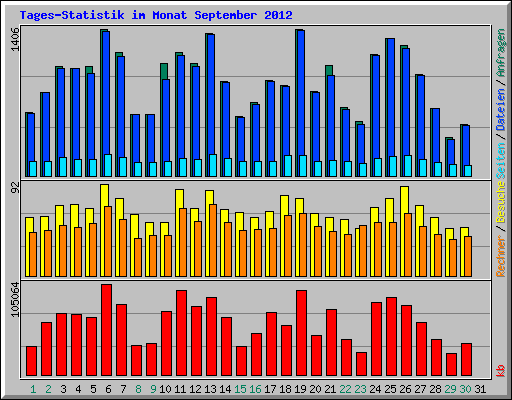 Tages-Statistik im Monat September 2012
1406
Anfragen / Dateien / Seiten
92
Rechner / Besuche
105064
kb
1 2 3 4 5 6 7 8 9 10 11 12 13 14 15 16 17 18 19 20 21 22 23 24 25 26 27 28 29 30 31